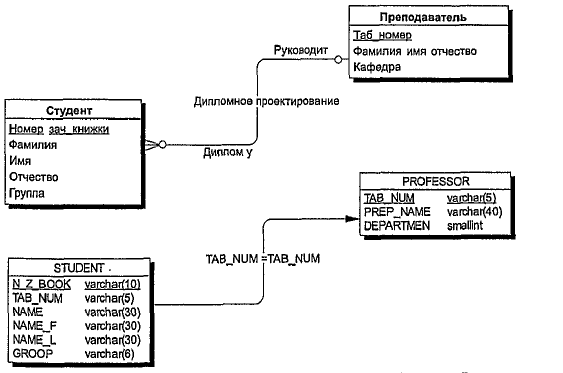 Преподаватель
Таб_номер
Фамилия имя отчество
Кафедра
Руководит
Дипломное проектирование
Диплом у
Студент
Номер зач_книжки
Фамилия
Имя
Отчество
Группа
PROFESSOR
TAB_NUM varchar(5)
PREP_NAME varchar(40)
DEPARTMEN smallint
TAB_NUM =TAB_NUM
STUDENT
N_Z_BOOK varchar(10)
TAB_NUM varchar(5)
NAME varchar(30)
NAME_F varchar(30)
NAME_L varchar(30)
GROOP varchar(6)